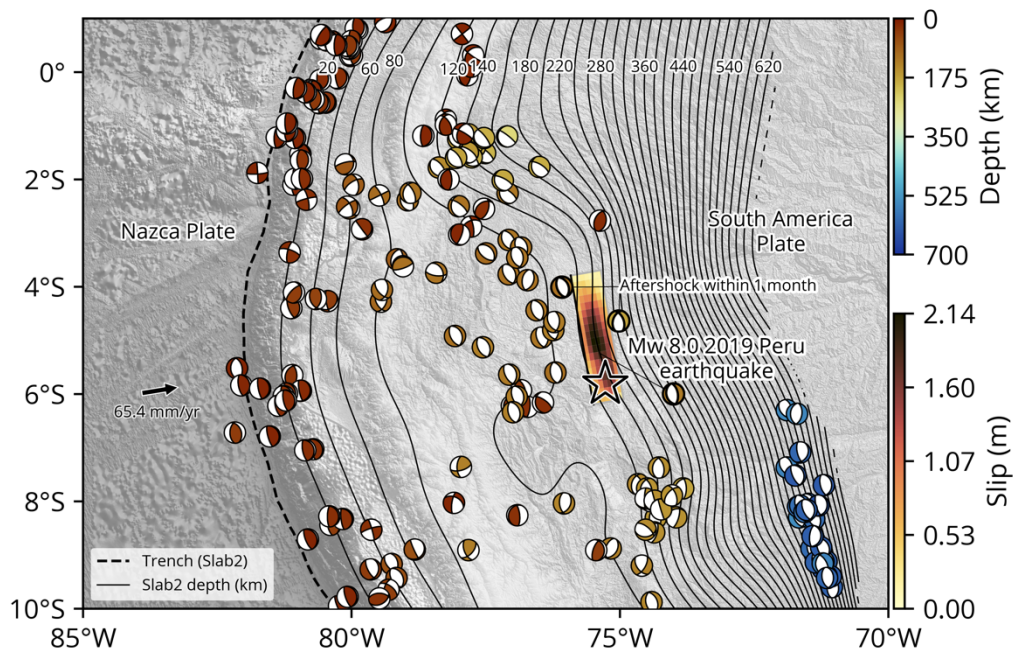 20 60 80 120 140 180 220 280 360 440 540 620
0°
2°S
4°S
6°S
8°S
10°S
85°W 80°W 75°W 70°W
Nazca Plate
South America
Plate
Aftershock within 1 month
Mw 8.0 2019 Peru
earthquake
65.4 mm/yr
Trench (Slab2)
Slab2 depth (km)
0
175
350
525
700
Depth (km)
2.14
1.60
1.07
0.53
0.00
Slip (m)